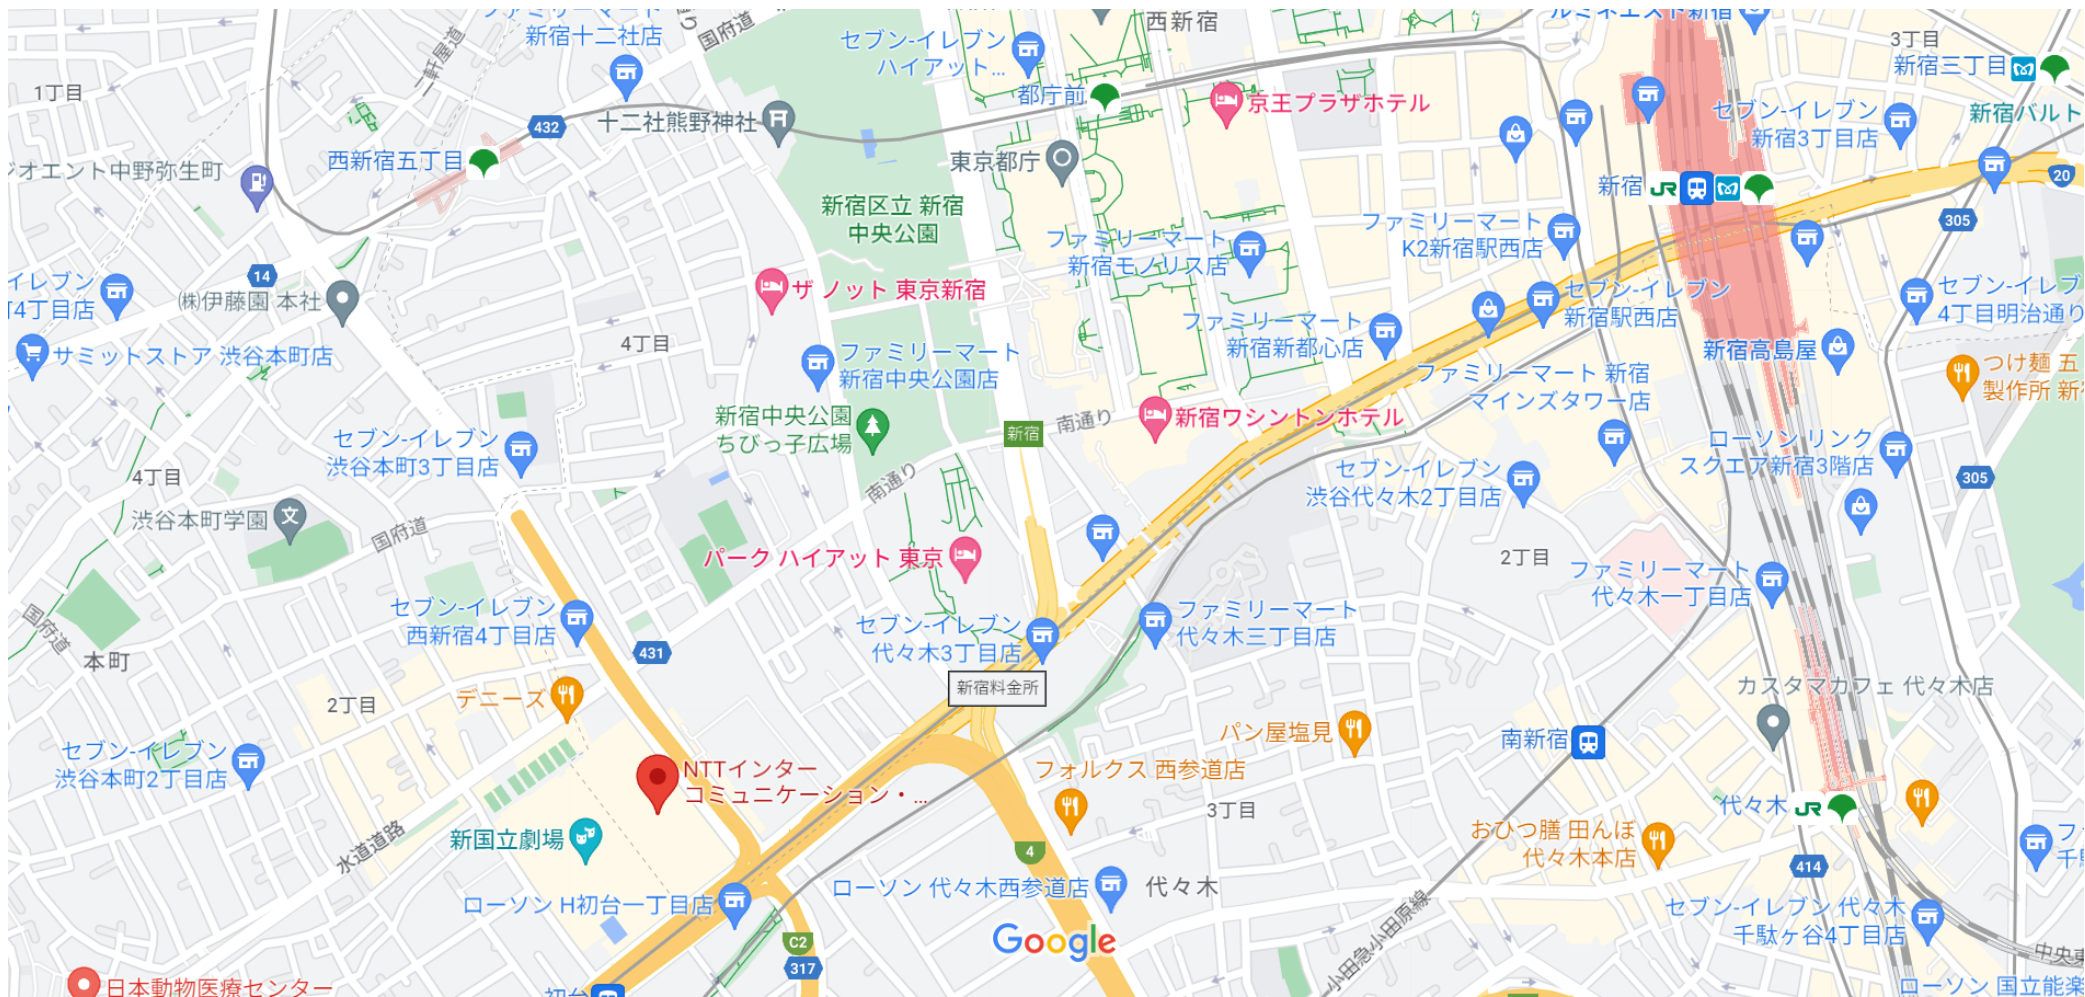 ファミリーマート
新宿十二社店
国府道
セブン-イレブン
ハイアット...
西新宿
ルミネエスト新宿
3丁目
新宿三丁目
1丁目
一軒屋道
432
十二社熊野神社
都庁前
京王プラザホテル
セブン-イレブン
新宿3丁目店
新宿バルト
西新宿五丁目
東京都庁
ジオエント中野弥生町
新宿
JR
20
新宿区立 新宿
中央公園
ファミリーマート
新宿モノリス店
ファミリーマート
K2新宿駅西店
305
14
イレブン
㈱伊藤園 本社
ザ ノット 東京新宿
セブン-イレブン
新宿駅西店
セブン-イレブ
4丁目明治通り
ファミリーマート
新宿新都心店
4丁目
サミットストア 渋谷本町店
ファミリーマート
新宿中央公園店
新宿高島屋
つけ麺 五
製作所 新宿
ファミリーマート 新宿
マインズタワー店
新宿中央公園
ちびっ子広場
新宿
南通り
新宿ワシントンホテル
セブン-イレブン
渋谷本町3丁目店
ローソン リンク
スクエア新宿3階店
4丁目
南通り
セブン-イレブン
渋谷代々木2丁目店
305
渋谷本町学園
国府道
パーク ハイアット 東京
2丁目
ファミリーマート
代々木一丁目店
国府道
セブン-イレブン
西新宿4丁目店
セブン-イレブン
代々木3丁目店
ファミリーマート
代々木三丁目店
本町
431
新宿料金所
カスタマカフェ 代々木店
2丁目
デニーズ
パン屋塩見
南新宿
セブン-イレブン
渋谷本町2丁目店
NTTインター
コミュニケーション・...
フォルクス 西参道店
3丁目
代々木
JR
水道道路
新国立劇場
4
おひつ膳 田んぼ
代々木本店
414
ローソン H初台一丁目店
ローソン 代々木西参道店
代々木
小田急小田原線
セブン-イレブン 代々木
千駄ヶ谷4丁目店
C2
Google
317
中央東
日本動物医療センター
初台
ローソン 国立能楽